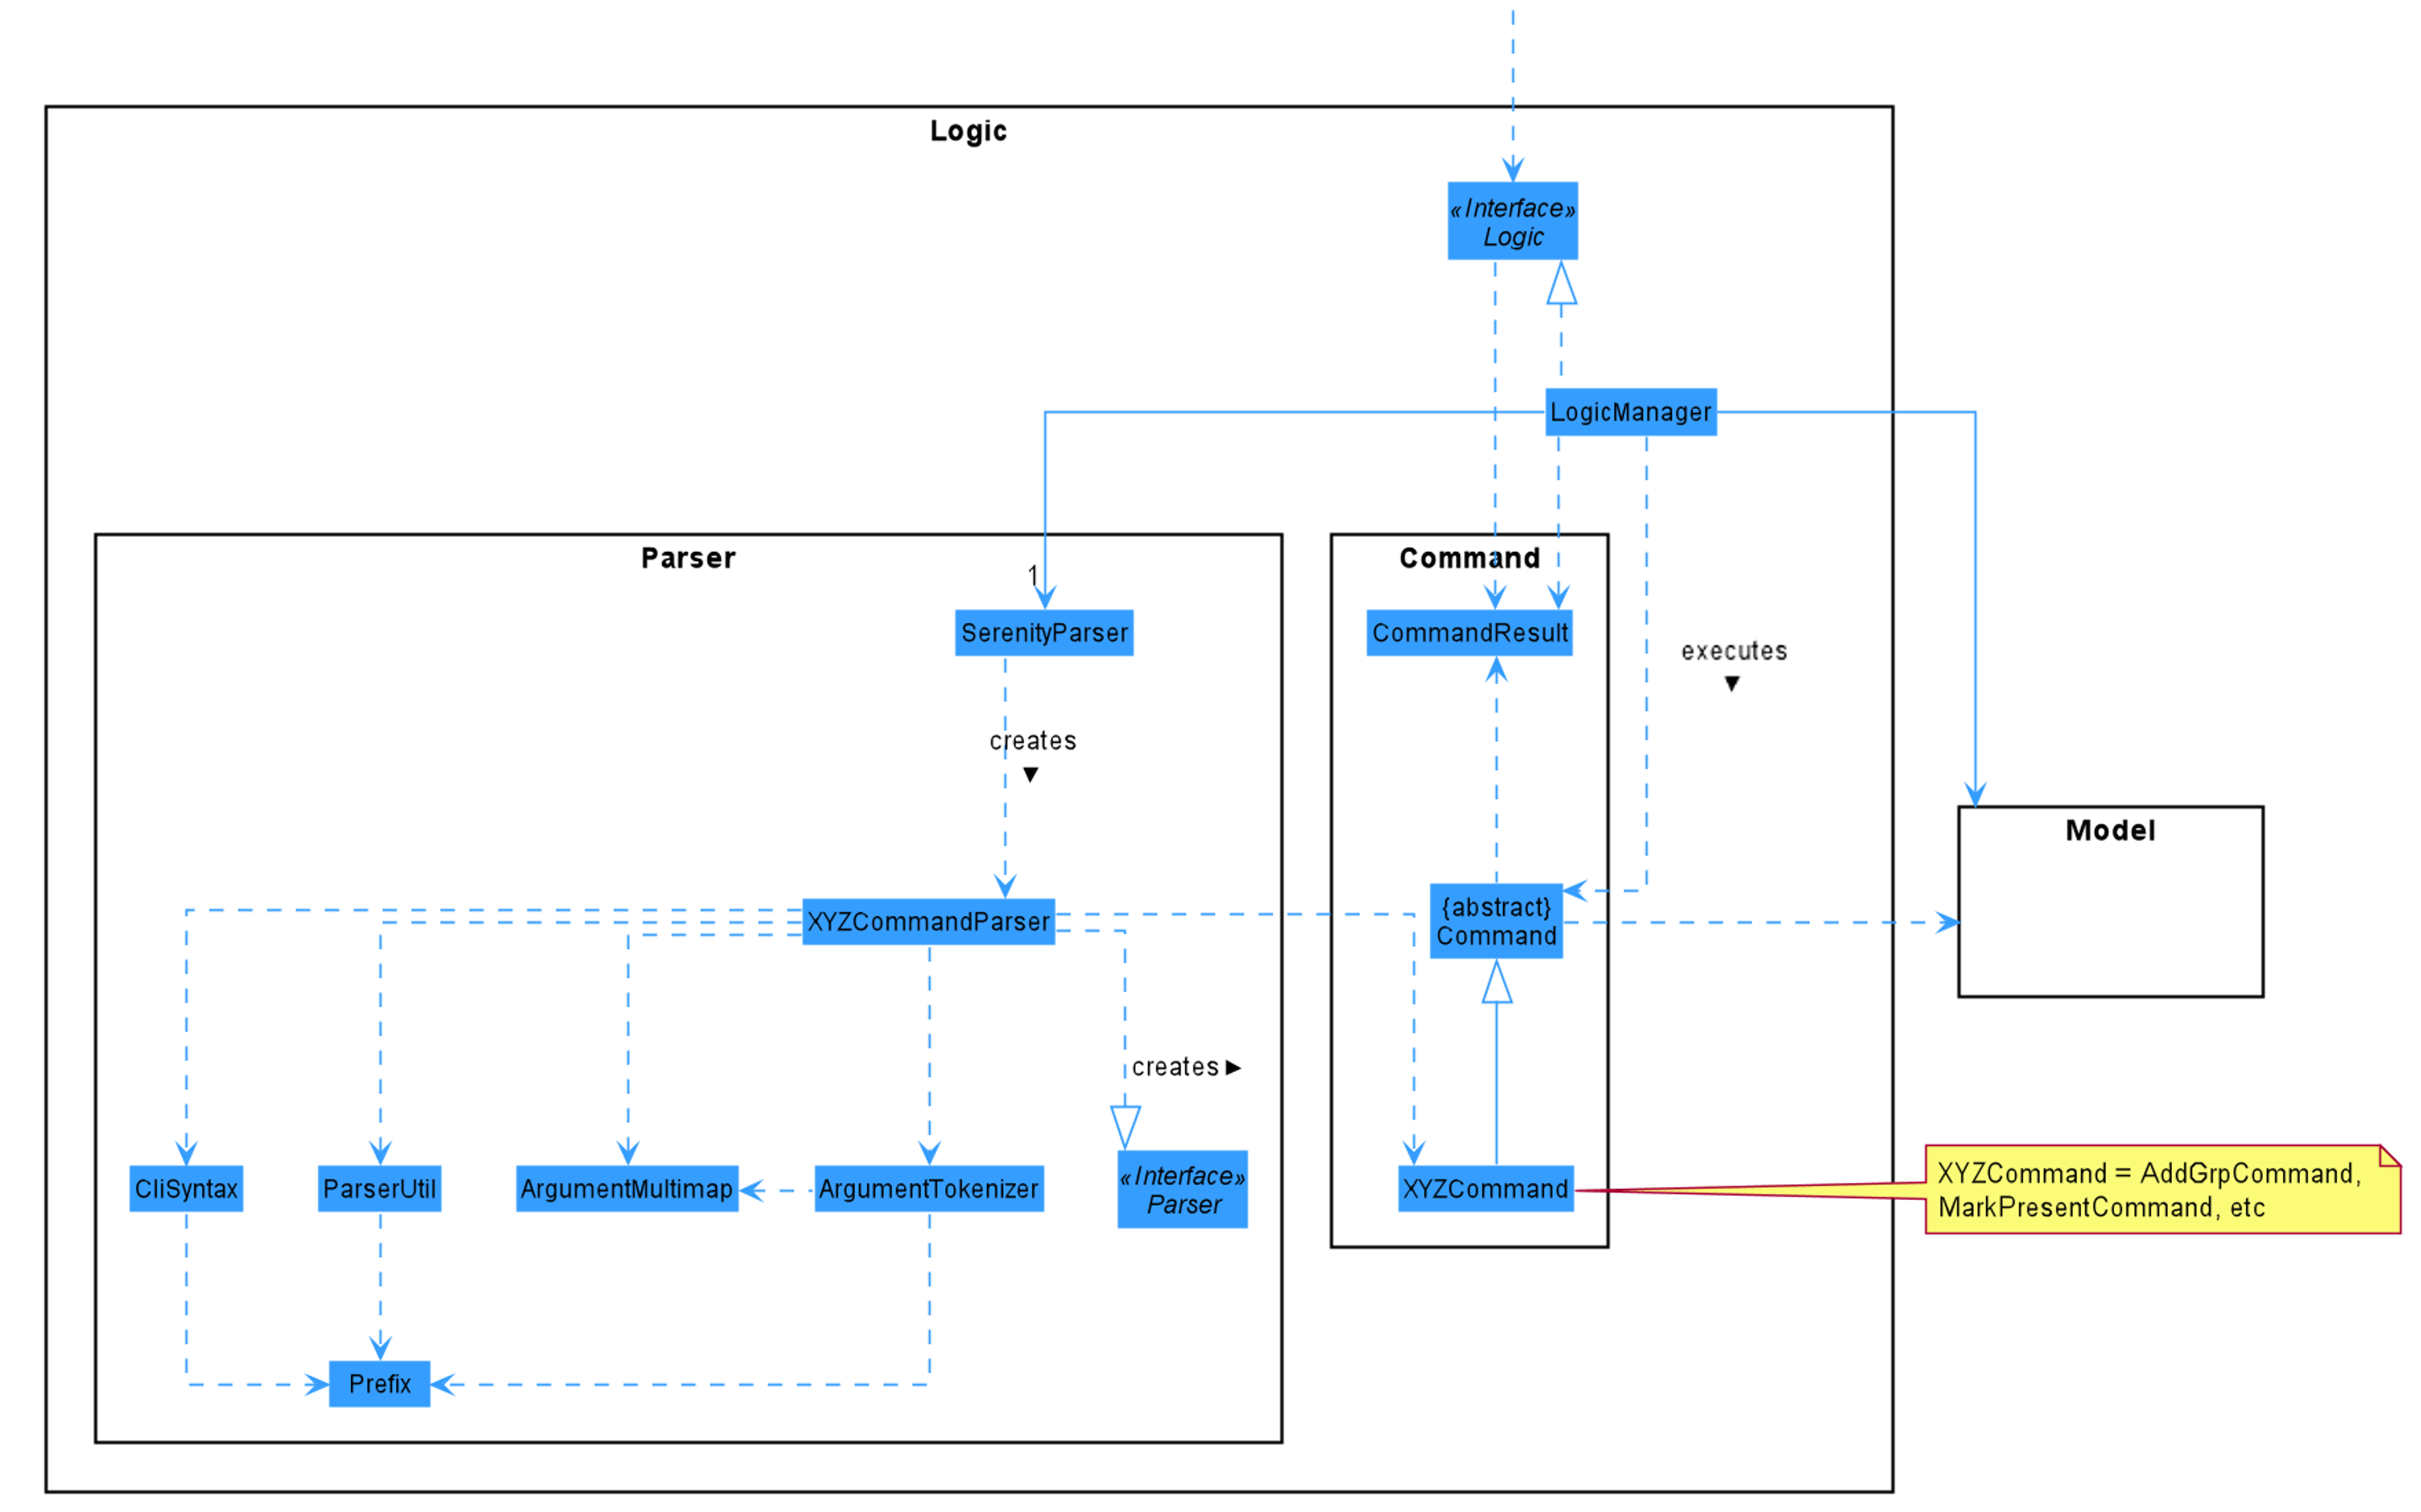 Logic
«Interface»
Logic
LogicManager
Parser
Command
1
SerenityParser
CommandResult
executes
▼
creates
▼
Model
XYZCommandParser
{abstract}
Command
creates ►
CliSyntax
ParserUtil
ArgumentMultimap
ArgumentTokenizer
«Interface»
Parser
XYZCommand
XYZCommand = AddGrpCommand,
MarkPresentCommand, etc
Prefix